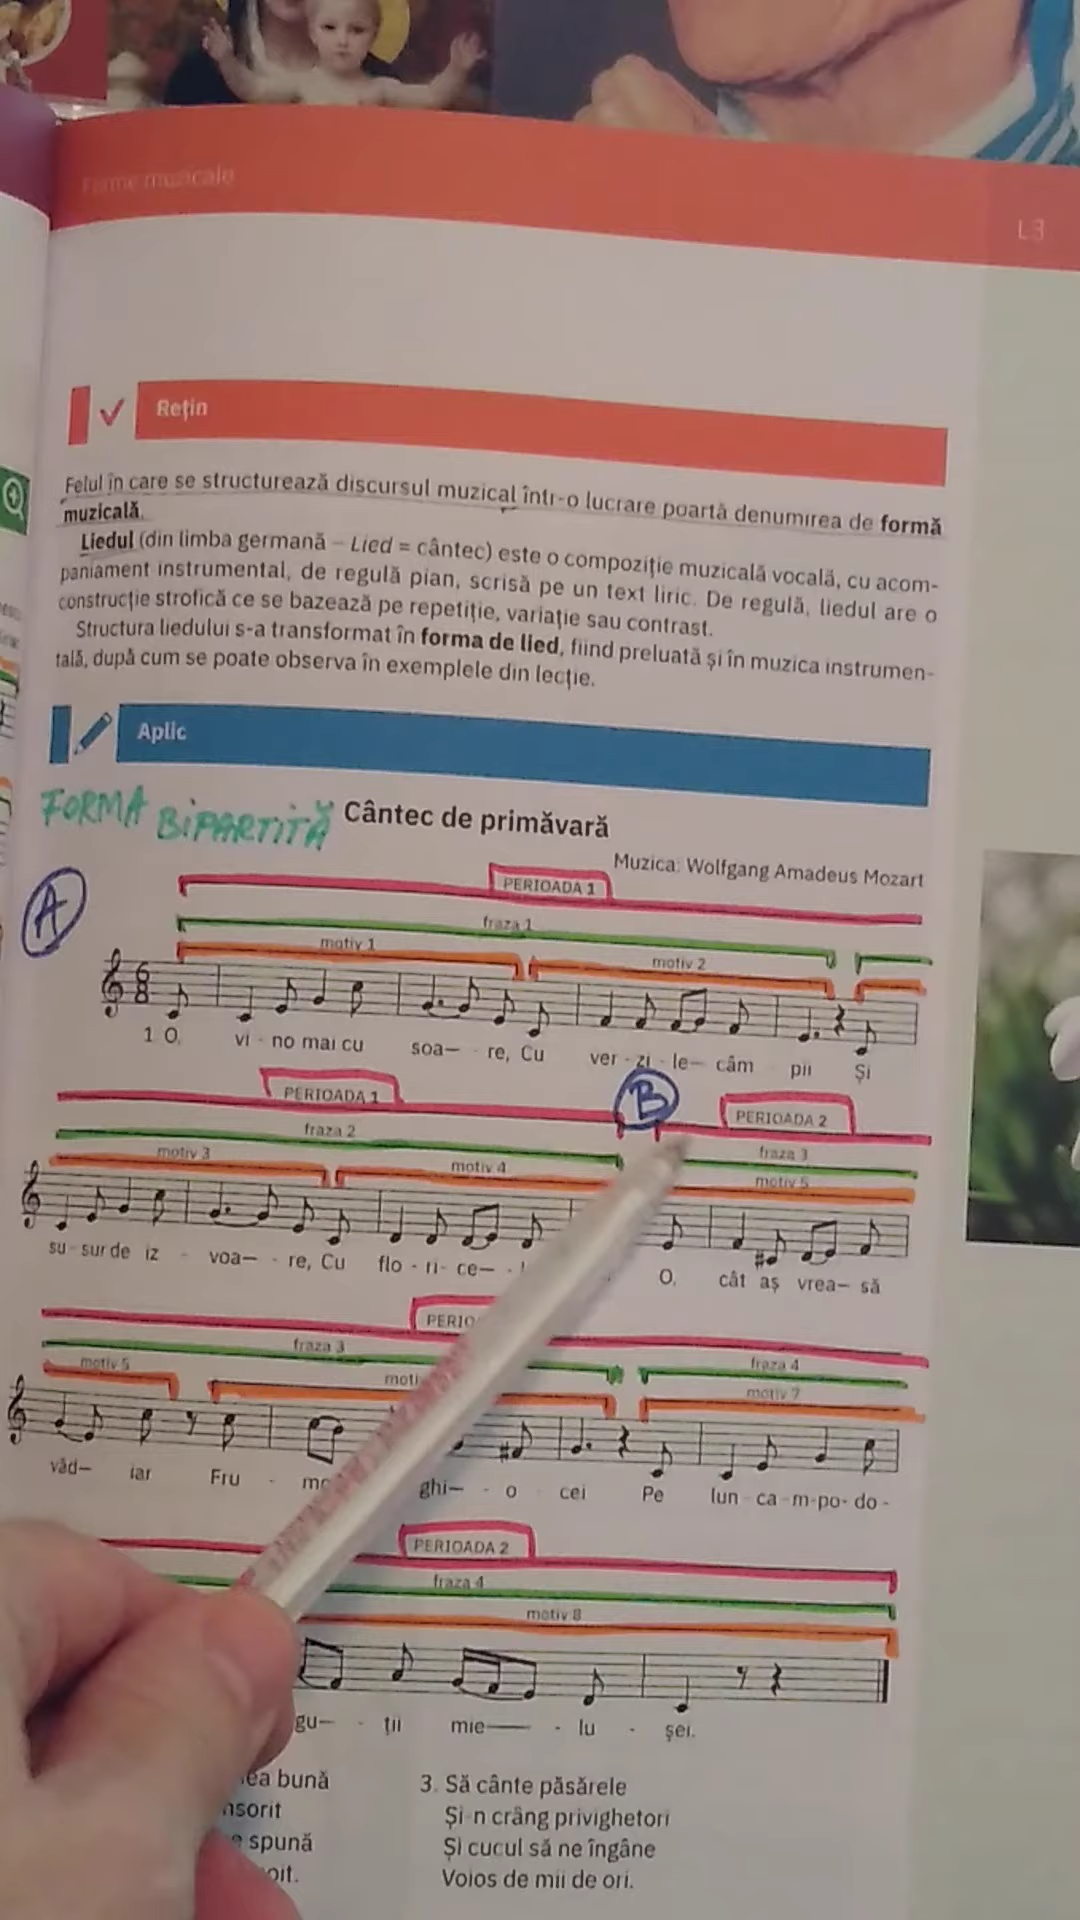 Forme muzicale
L3
Rețin
Felul în care se structurează discursul muzical într-o lucrare poartă denumirea de formă
muzicală.
Liedul (din limba germană – Lied = cântec) este o compoziție muzicală vocală, cu acom-
paniament instrumental, de regulă pian, scrisă pe un text liric. De regulă, liedul are o
construcție strofică ce se bazează pe repetiție, variație sau contrast.
Structura liedului s-a transformat în forma de lied, fiind preluată și în muzica instrumen-
tală, după cum se poate observa în exemplele din lecție.
Aplic
FORMA BIPARTITĂ Cântec de primăvară
Muzica: Wolfgang Amadeus Mozart
A
PERIOADA 1
fraza 1
motiv 1 motiv 2
6
8
1 O, vi - no mai cu soa— - re, Cu ver - zi - le— câm - pii Și
PERIOADA 1 B PERIOADA 2
fraza 2 fraza 3
motiv 3 motiv 4 motiv 5
su - sur de iz - voa— - re, Cu flo - ri - ce— - O, cât aș vrea— să
fraza 3 fraza 4
motiv 5 motiv 7
văd— iar Fru - ghi— - o - cei Pe lun - ca - m-po- do -
PERIOADA 2
fraza 4
motiv 8
gu— - ții mie—— - lu - șei.
bună
spună
3. Să cânte păsărele
Și-n crâng privighetori
Și cucul să ne îngâne
Voios de mii de ori.